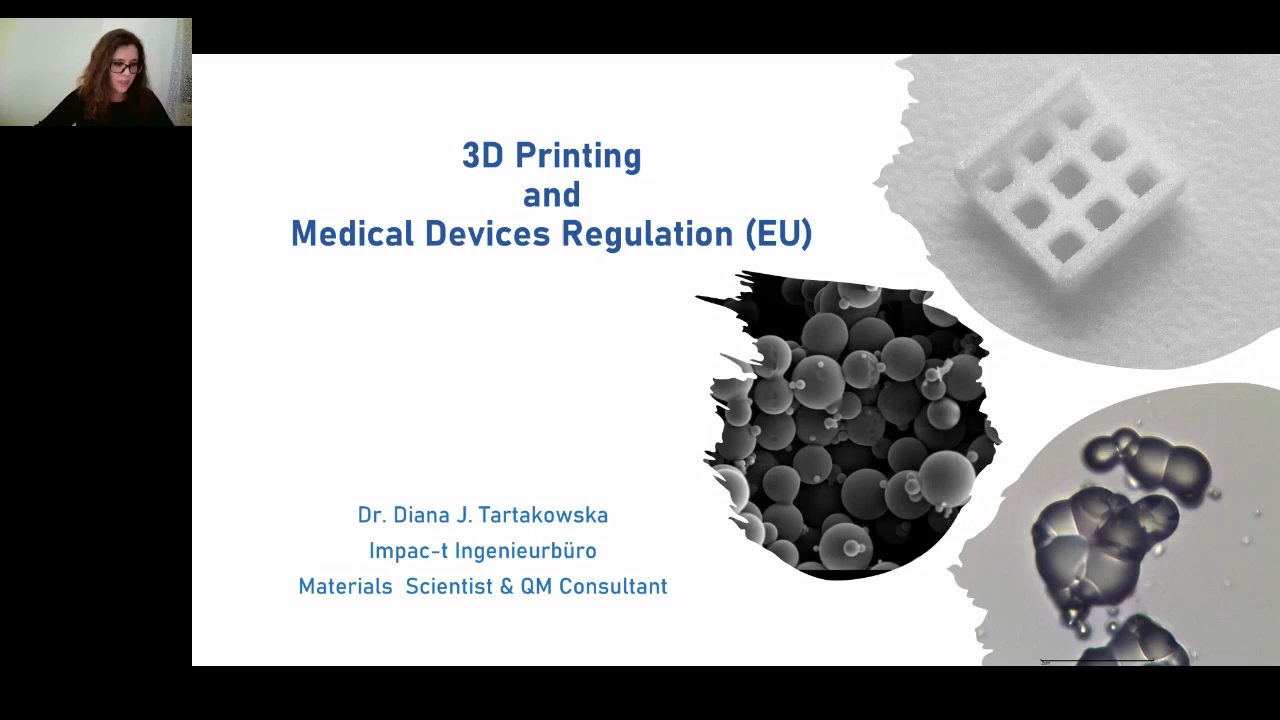 3D Printing
and
Medical Devices Regulation (EU)
Dr. Diana J. Tartakowska
Impac-t Ingenieurbüro
Materials Scientist & QM Consultant